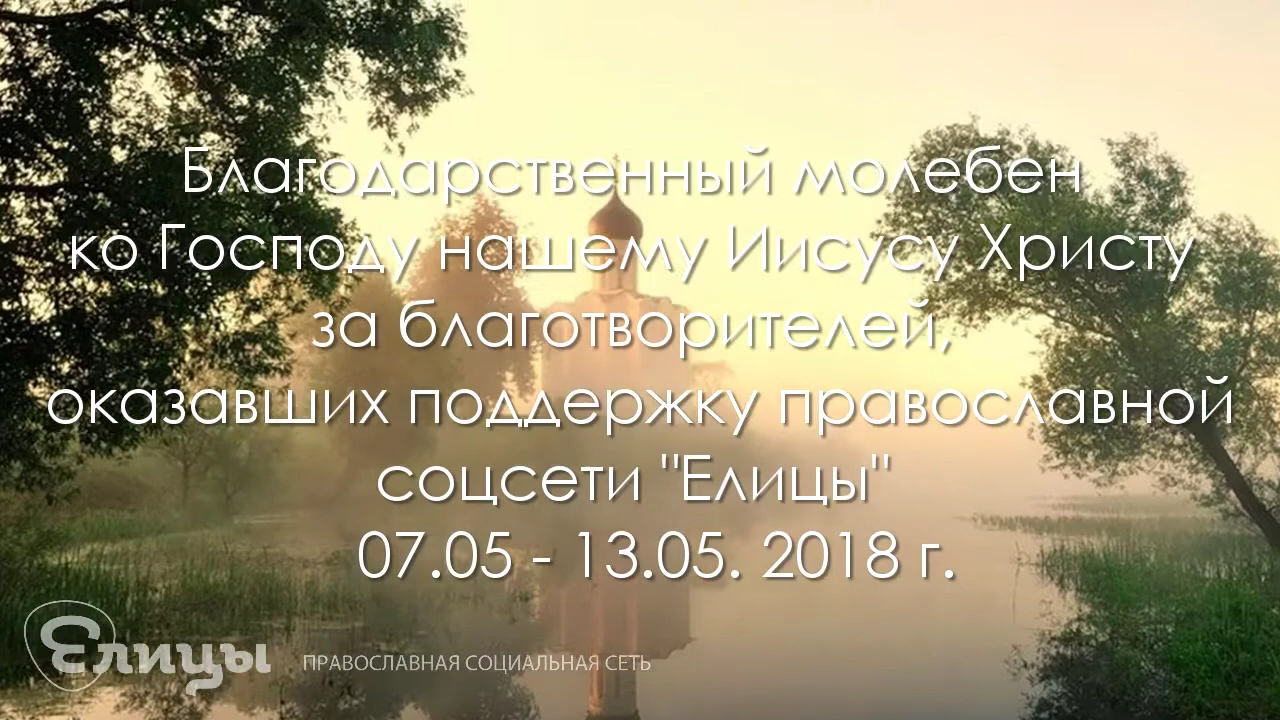 Благодарственный молебен
ко Господу нашему Иисусу Христу
за благотворителей,
оказавших поддержку православной
соцсети "Елицы"
07.05 - 13.05. 2018 г.
Елицы ПРАВОСЛАВНАЯ СОЦИАЛЬНАЯ СЕТЬ